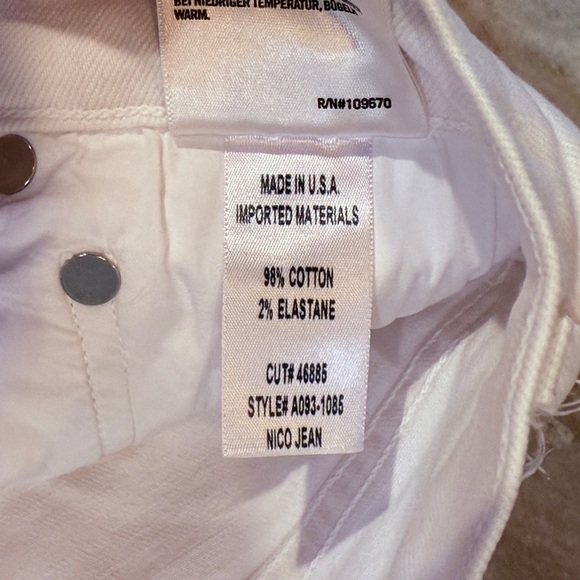 BEI NIEDRIGER TEMPERATUR, BÜGELN
WARM.
R/N#109670
MADE IN U.S.A.
IMPORTED MATERIALS
98% COTTON
2% ELASTANE
CUT# 46885
STYLE# A093-1085
NICO JEAN